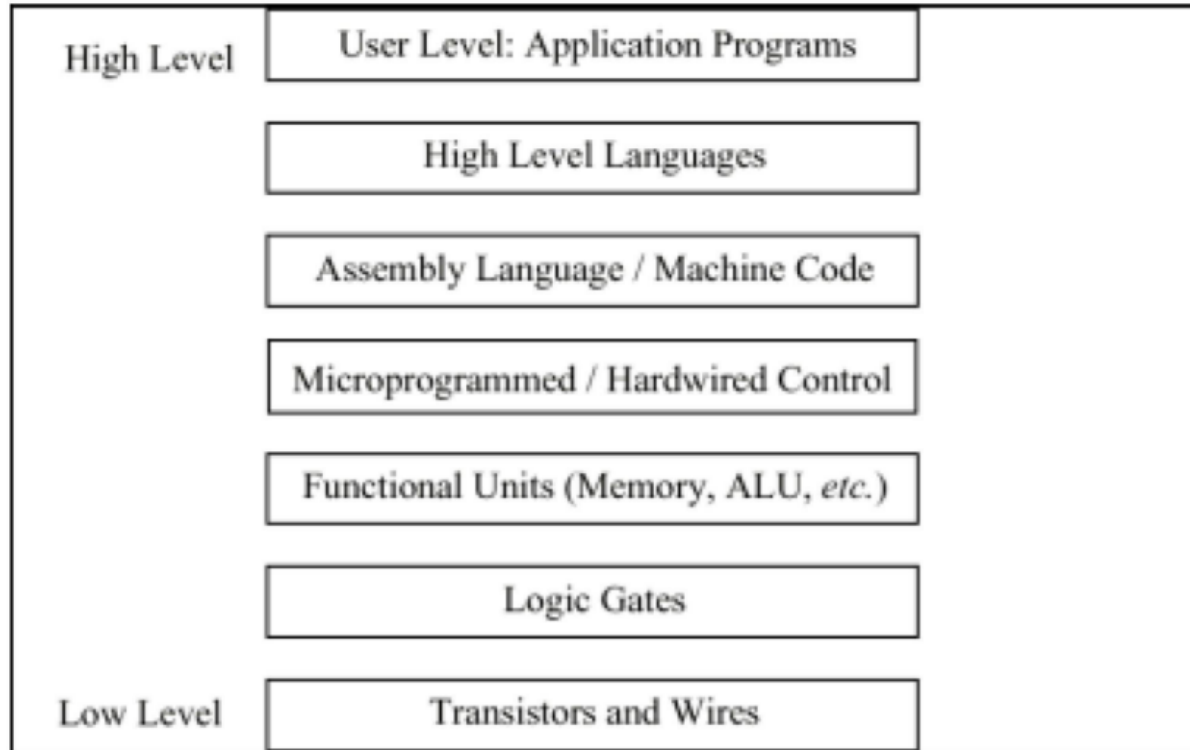 High Level
User Level: Application Programs
High Level Languages
Assembly Language / Machine Code
Microprogrammed / Hardwired Control
Functional Units (Memory, ALU, etc.)
Logic Gates
Low Level
Transistors and Wires